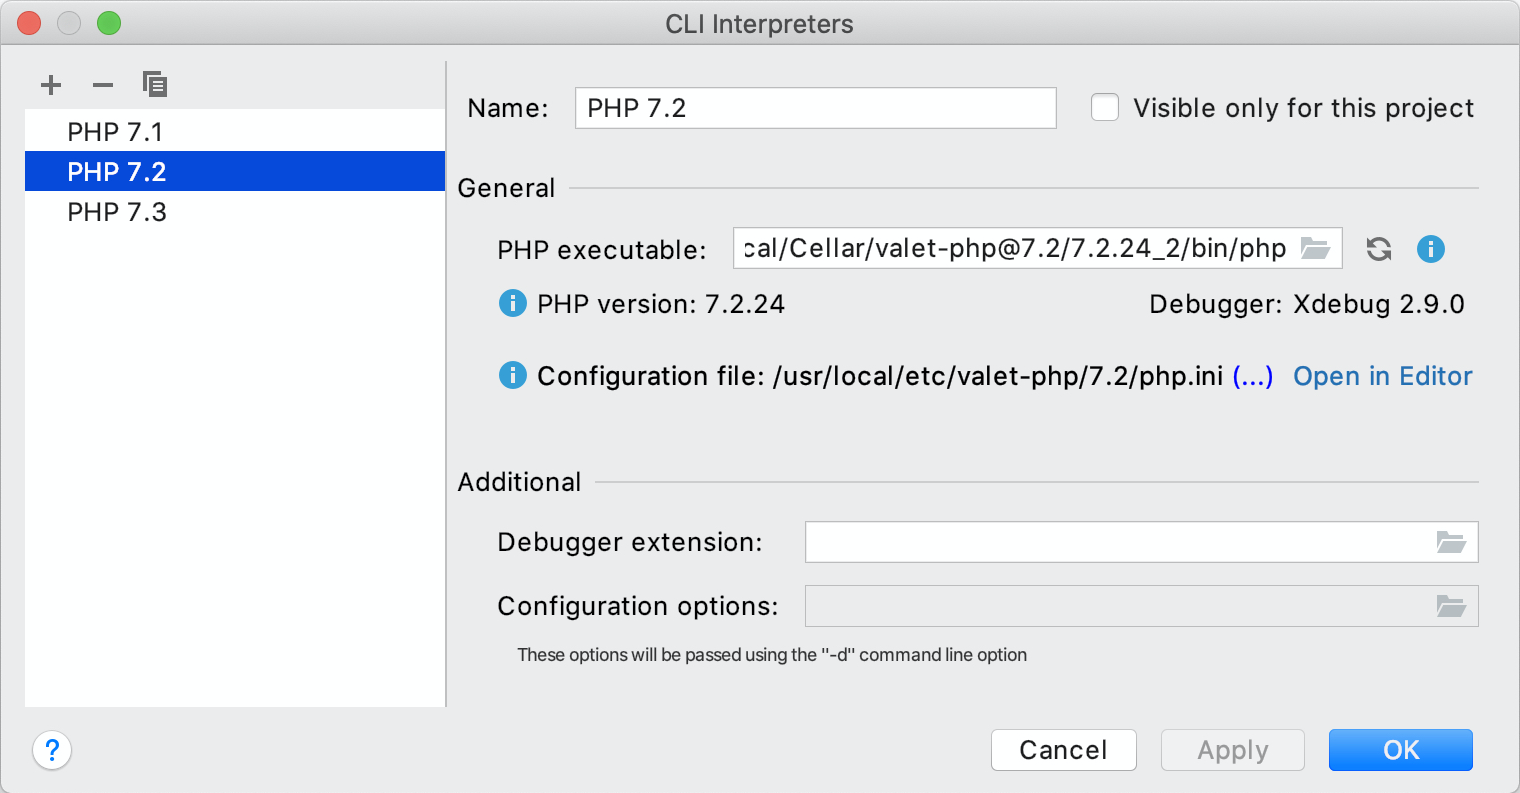 CLI Interpreters
PHP 7.1
PHP 7.2
PHP 7.3
Name: PHP 7.2 Visible only for this project
General
PHP executable: cal/Cellar/valet-php@7.2/7.2.24_2/bin/php
PHP version: 7.2.24 Debugger: Xdebug 2.9.0
Configuration file: /usr/local/etc/valet-php/7.2/php.ini (...) Open in Editor
Additional
Debugger extension:
Configuration options:
These options will be passed using the "-d" command line option
? Cancel Apply OK